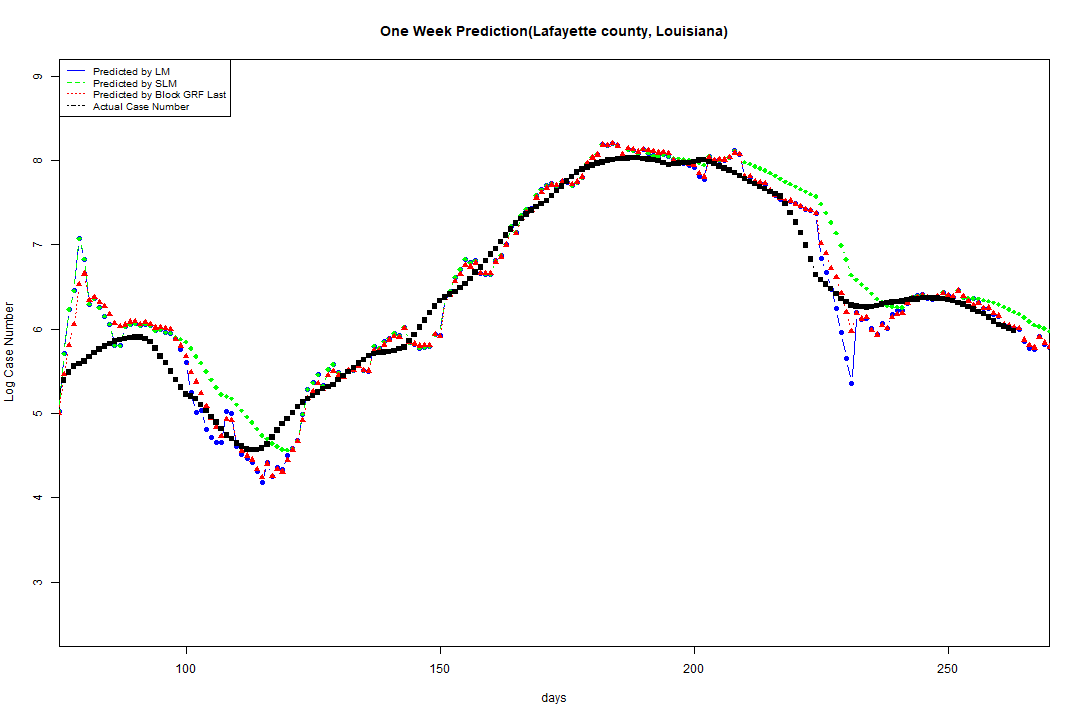 One Week Prediction(Lafayette county, Louisiana)
Predicted by LM
Predicted by SLM
Predicted by Block GRF Last
Actual Case Number
Log Case Number
9
8
7
6
5
4
3
100 150 200 250
days